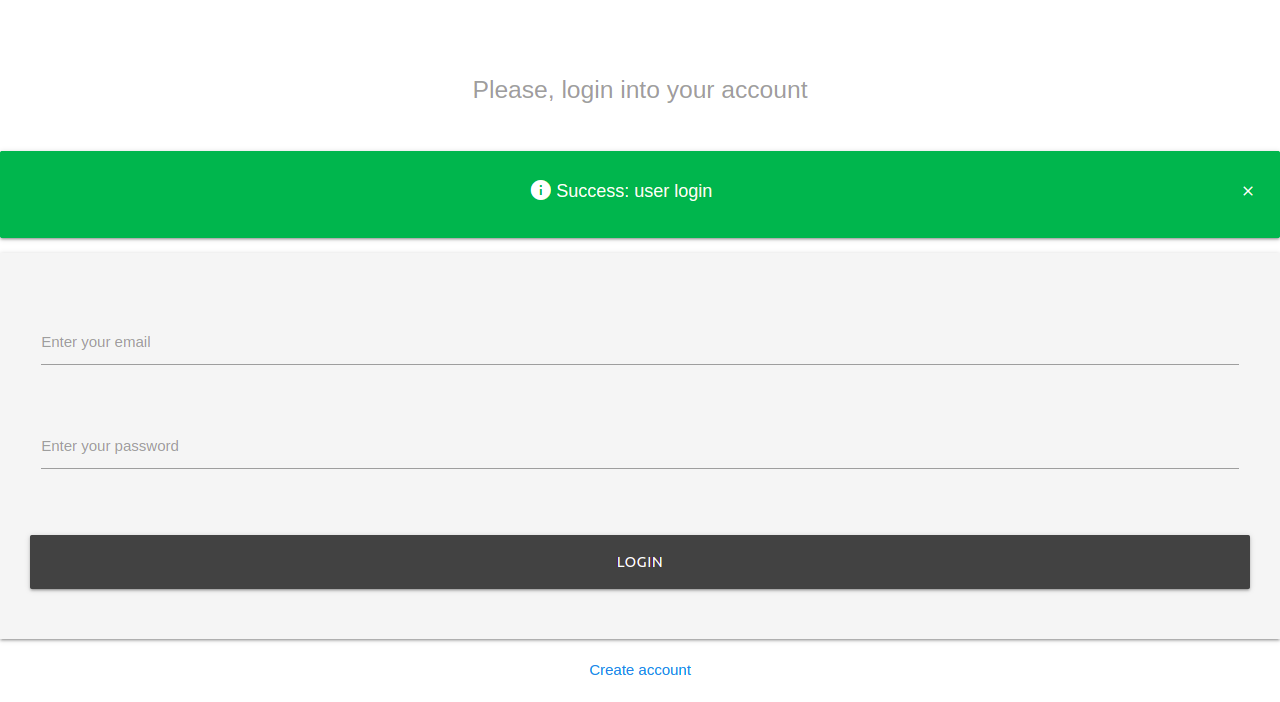 Please, login into your account
Success: user login ×
Enter your email
Enter your password
LOGIN
Create account